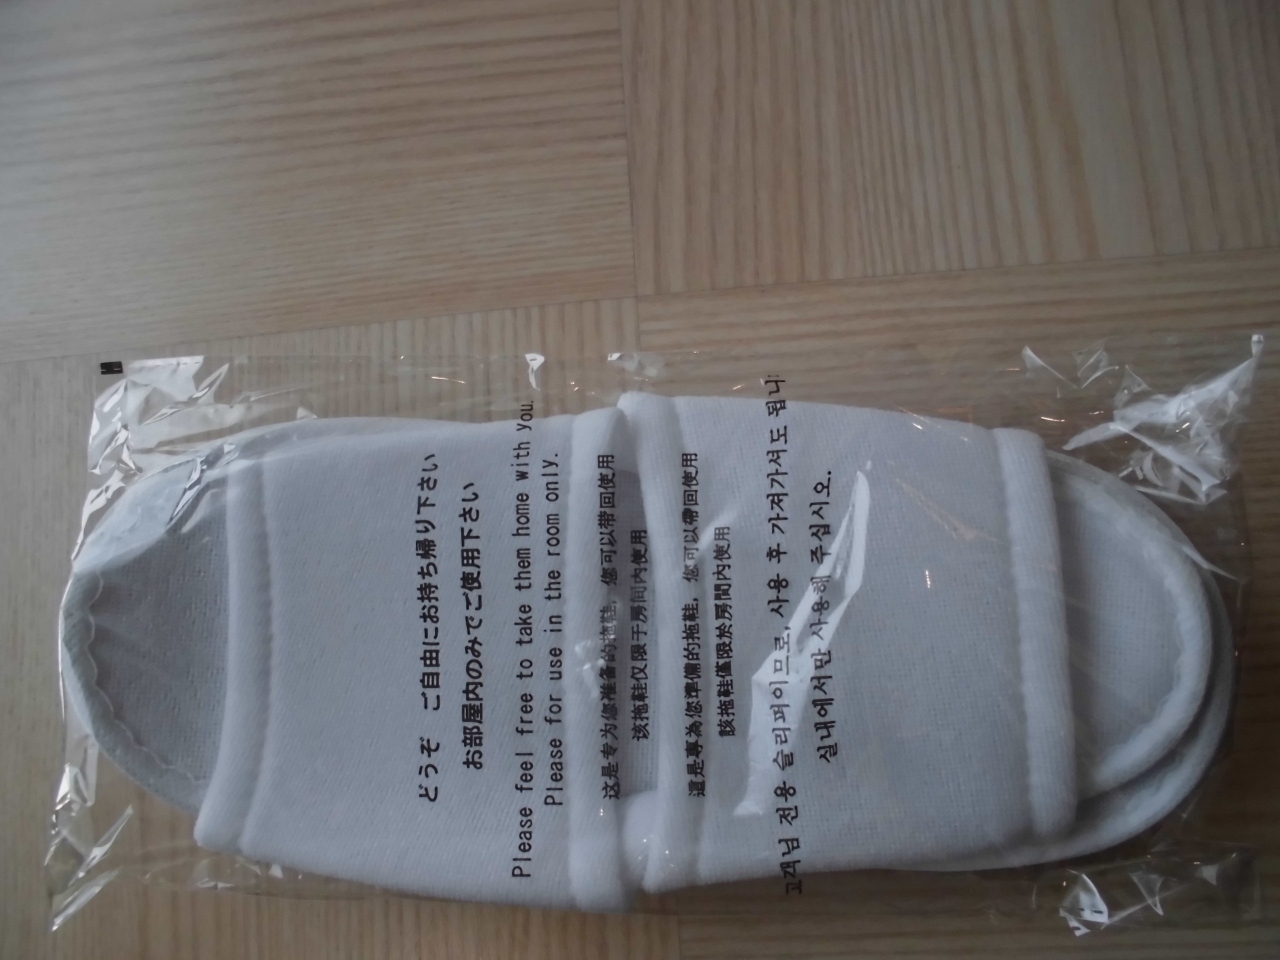 どうぞ ご自由にお持ち帰り下さい
お部屋内のみでご使用下さい
Please feel free to take them home with you.
Please for use in the room only.
这是专为您准备的拖鞋，您可以带回使用
该拖鞋仅限于房间内使用
這是專為您準備的拖鞋，您可以帶回使用
該拖鞋僅限於房間內使用
고객님 전용 슬리퍼이므로, 사용 후 가져가셔도 됩니
실내에서만 사용해 주십시오.